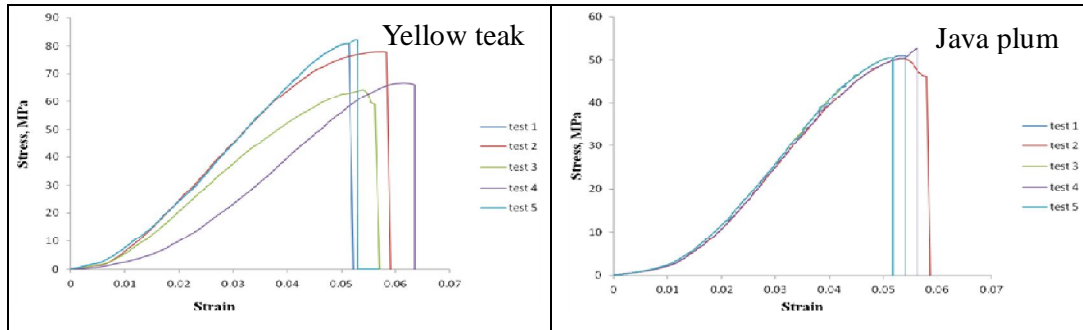 Yellow teak
Stress, MPa
90
80
70
60
50
40
30
20
10
0
0
0.01
0.02
0.03
0.04
0.05
0.06
0.07
Strain
test 1
test 2
test 3
test 4
test 5
Java plum
Stress, MPa
60
50
40
30
20
10
0
0
0.01
0.02
0.03
0.04
0.05
0.06
0.07
Strain
test 1
test 2
test 3
test 4
test 5